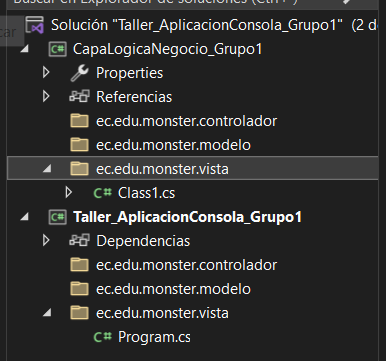 Buscar en Explorador de soluciones (Ctrl+
car
Solución "Taller_AplicacionConsola_Grupo1" (2 d
CapaLogicaNegocio_Grupo1
Properties
Referencias
ec.edu.monster.controlador
ec.edu.monster.modelo
ec.edu.monster.vista
C# Class1.cs
Taller_AplicacionConsola_Grupo1
Dependencias
ec.edu.monster.controlador
ec.edu.monster.modelo
ec.edu.monster.vista
C# Program.cs